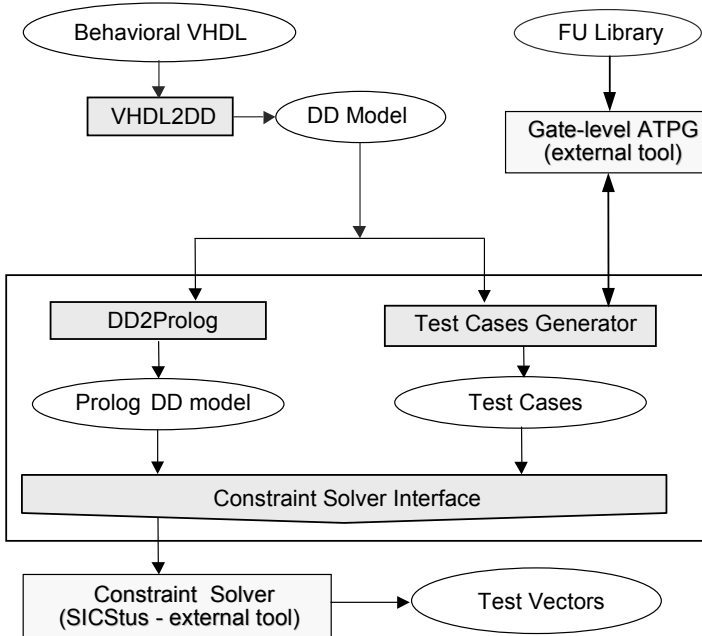 Behavioral VHDL
FU Library
VHDL2DD
DD Model
Gate-level ATPG
(external tool)
DD2Prolog
Test Cases Generator
Prolog DD model
Test Cases
Constraint Solver Interface
Constraint Solver
(SICStus - external tool)
Test Vectors